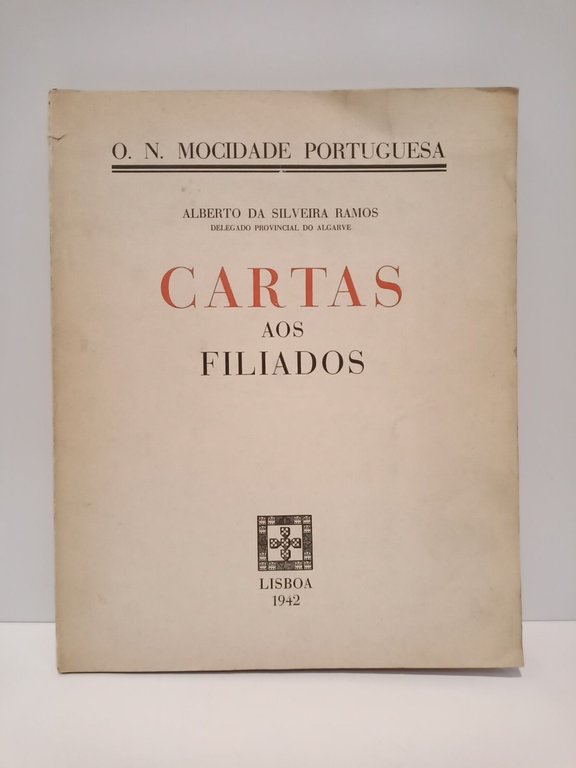 O. N. MOCIDADE PORTUGUESA
ALBERTO DA SILVEIRA RAMOS
DELEGADO PROVINCIAL DO ALGARVE
CARTAS
AOS
FILIADOS
LISBOA
1942